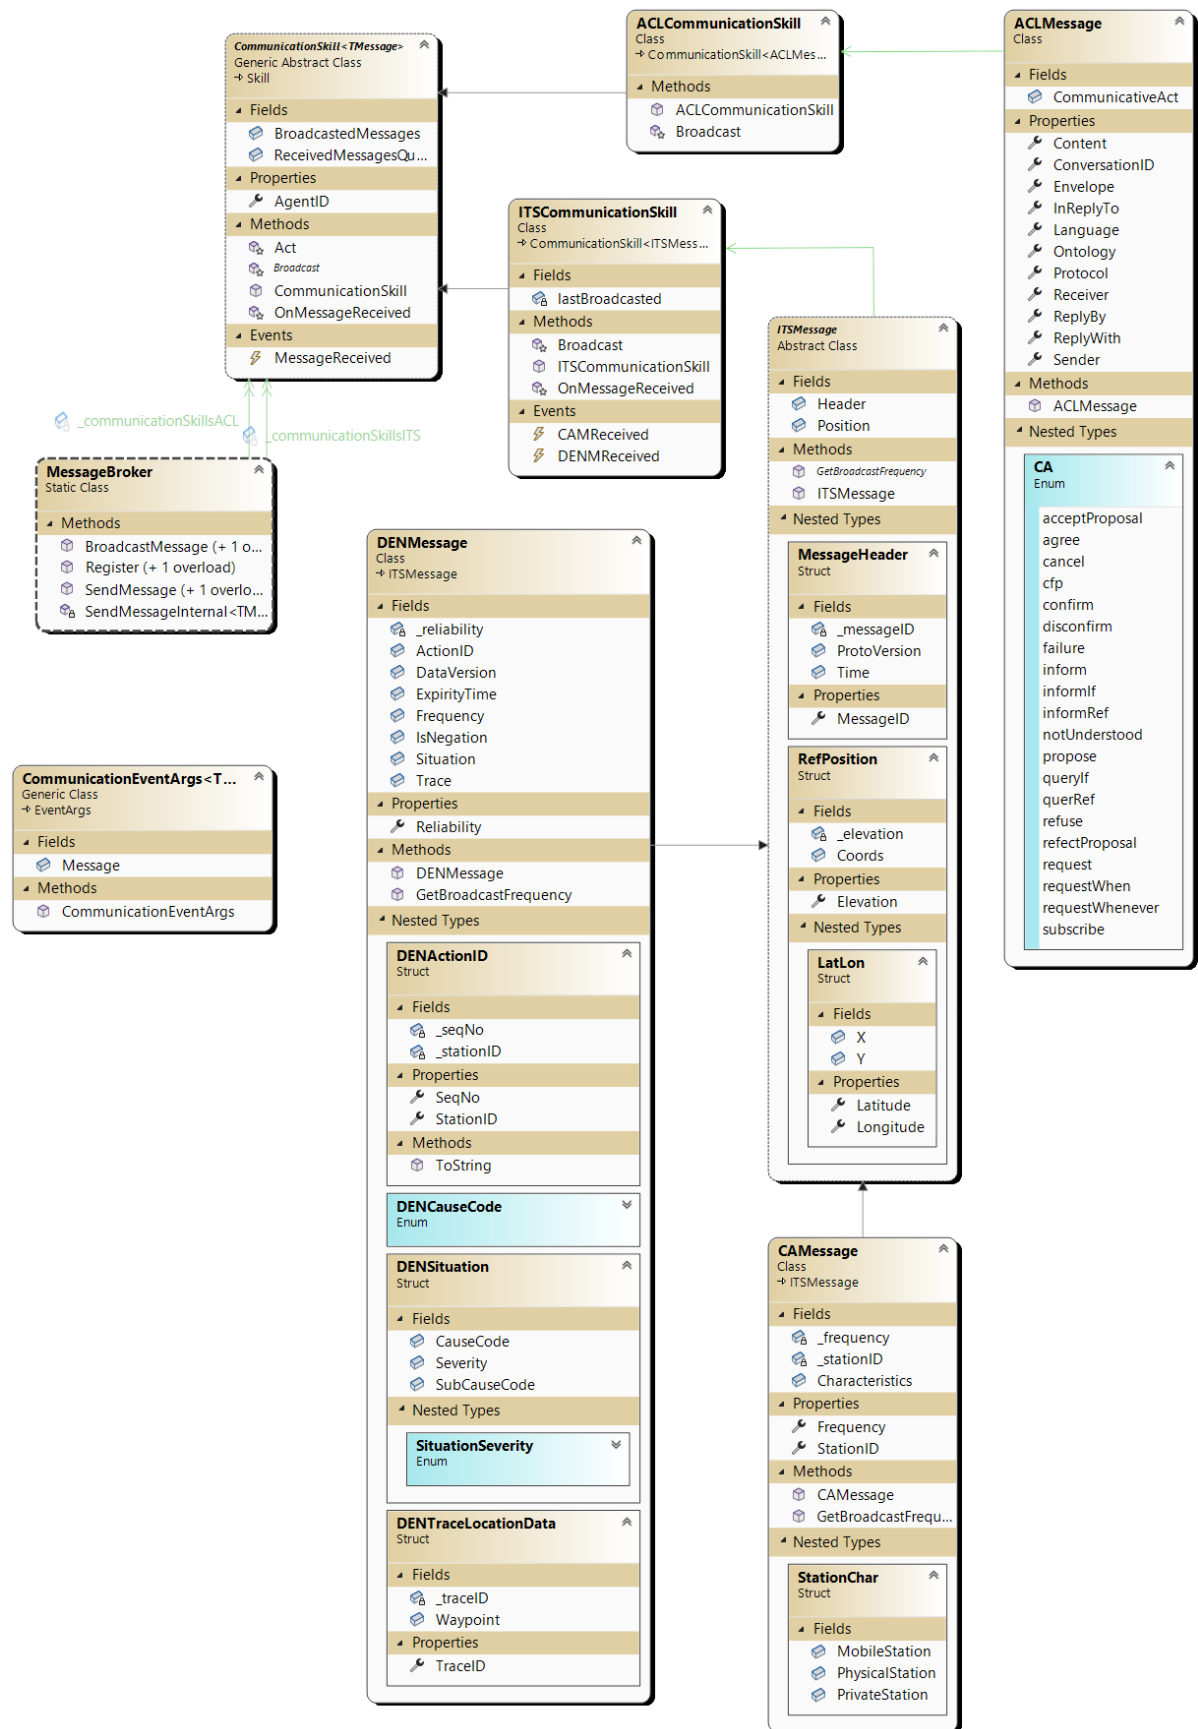 CommunicationSkill<TMessage>
Generic Abstract Class
Skill
Fields
BroadcastedMessages
ReceivedMessagesQu...
Properties
AgentID
Methods
Act
Broadcast
CommunicationSkill
OnMessageReceived
Events
MessageReceived
ACLCommunicationSkill
Class
CommunicationSkill<ACLMes...
Methods
ACLCommunicationSkill
Broadcast
ACLMessage
Class
Fields
CommunicativeAct
Properties
Content
ConversationID
Envelope
InReplyTo
Language
Ontology
Protocol
Receiver
ReplyBy
ReplyWith
Sender
Methods
ACLMessage
Nested Types
CA
Enum
acceptProposal
agree
cancel
cfp
confirm
disconfirm
failure
inform
informIf
informRef
notUnderstood
propose
queryIf
querRef
refuse
refectProposal
request
requestWhen
requestWhenever
subscribe
ITSCommunicationSkill
Class
CommunicationSkill<ITSMess...
Fields
lastBroadcasted
Methods
Broadcast
ITSCommunicationSkill
OnMessageReceived
Events
CAMReceived
DENMReceived
_communicationSkillsACL
_communicationSkillsITS
MessageBroker
Static Class
Methods
BroadcastMessage (+ 1 o...
Register (+ 1 overload)
SendMessage (+ 1 overlo...
SendMessageInternal<TM...
ITSMessage
Abstract Class
Fields
Header
Position
Methods
GetBroadcastFrequency
ITSMessage
Nested Types
MessageHeader
Struct
Fields
_messageID
ProtoVersion
Time
Properties
MessageID
RefPosition
Struct
Fields
_elevation
Coords
Properties
Elevation
Nested Types
LatLon
Struct
Fields
X
Y
Properties
Latitude
Longitude
DENMessage
Class
ITSMessage
Fields
_reliability
ActionID
DataVersion
ExpirityTime
Frequency
IsNegation
Situation
Trace
Properties
Reliability
Methods
DENMessage
GetBroadcastFrequency
Nested Types
DENActionID
Struct
Fields
_seqNo
_stationID
Properties
SeqNo
StationID
Methods
ToString
DENCauseCode
Enum
DENSituation
Struct
Fields
CauseCode
Severity
SubCauseCode
Nested Types
SituationSeverity
Enum
DENTraceLocationData
Struct
Fields
_traceID
Waypoint
Properties
TraceID
CommunicationEventArgs<T...
Generic Class
EventArgs
Fields
Message
Methods
CommunicationEventArgs
CAMessage
Class
ITSMessage
Fields
_frequency
_stationID
Characteristics
Properties
Frequency
StationID
Methods
CAMessage
GetBroadcastFrequ...
Nested Types
StationChar
Struct
Fields
MobileStation
PhysicalStation
PrivateStation